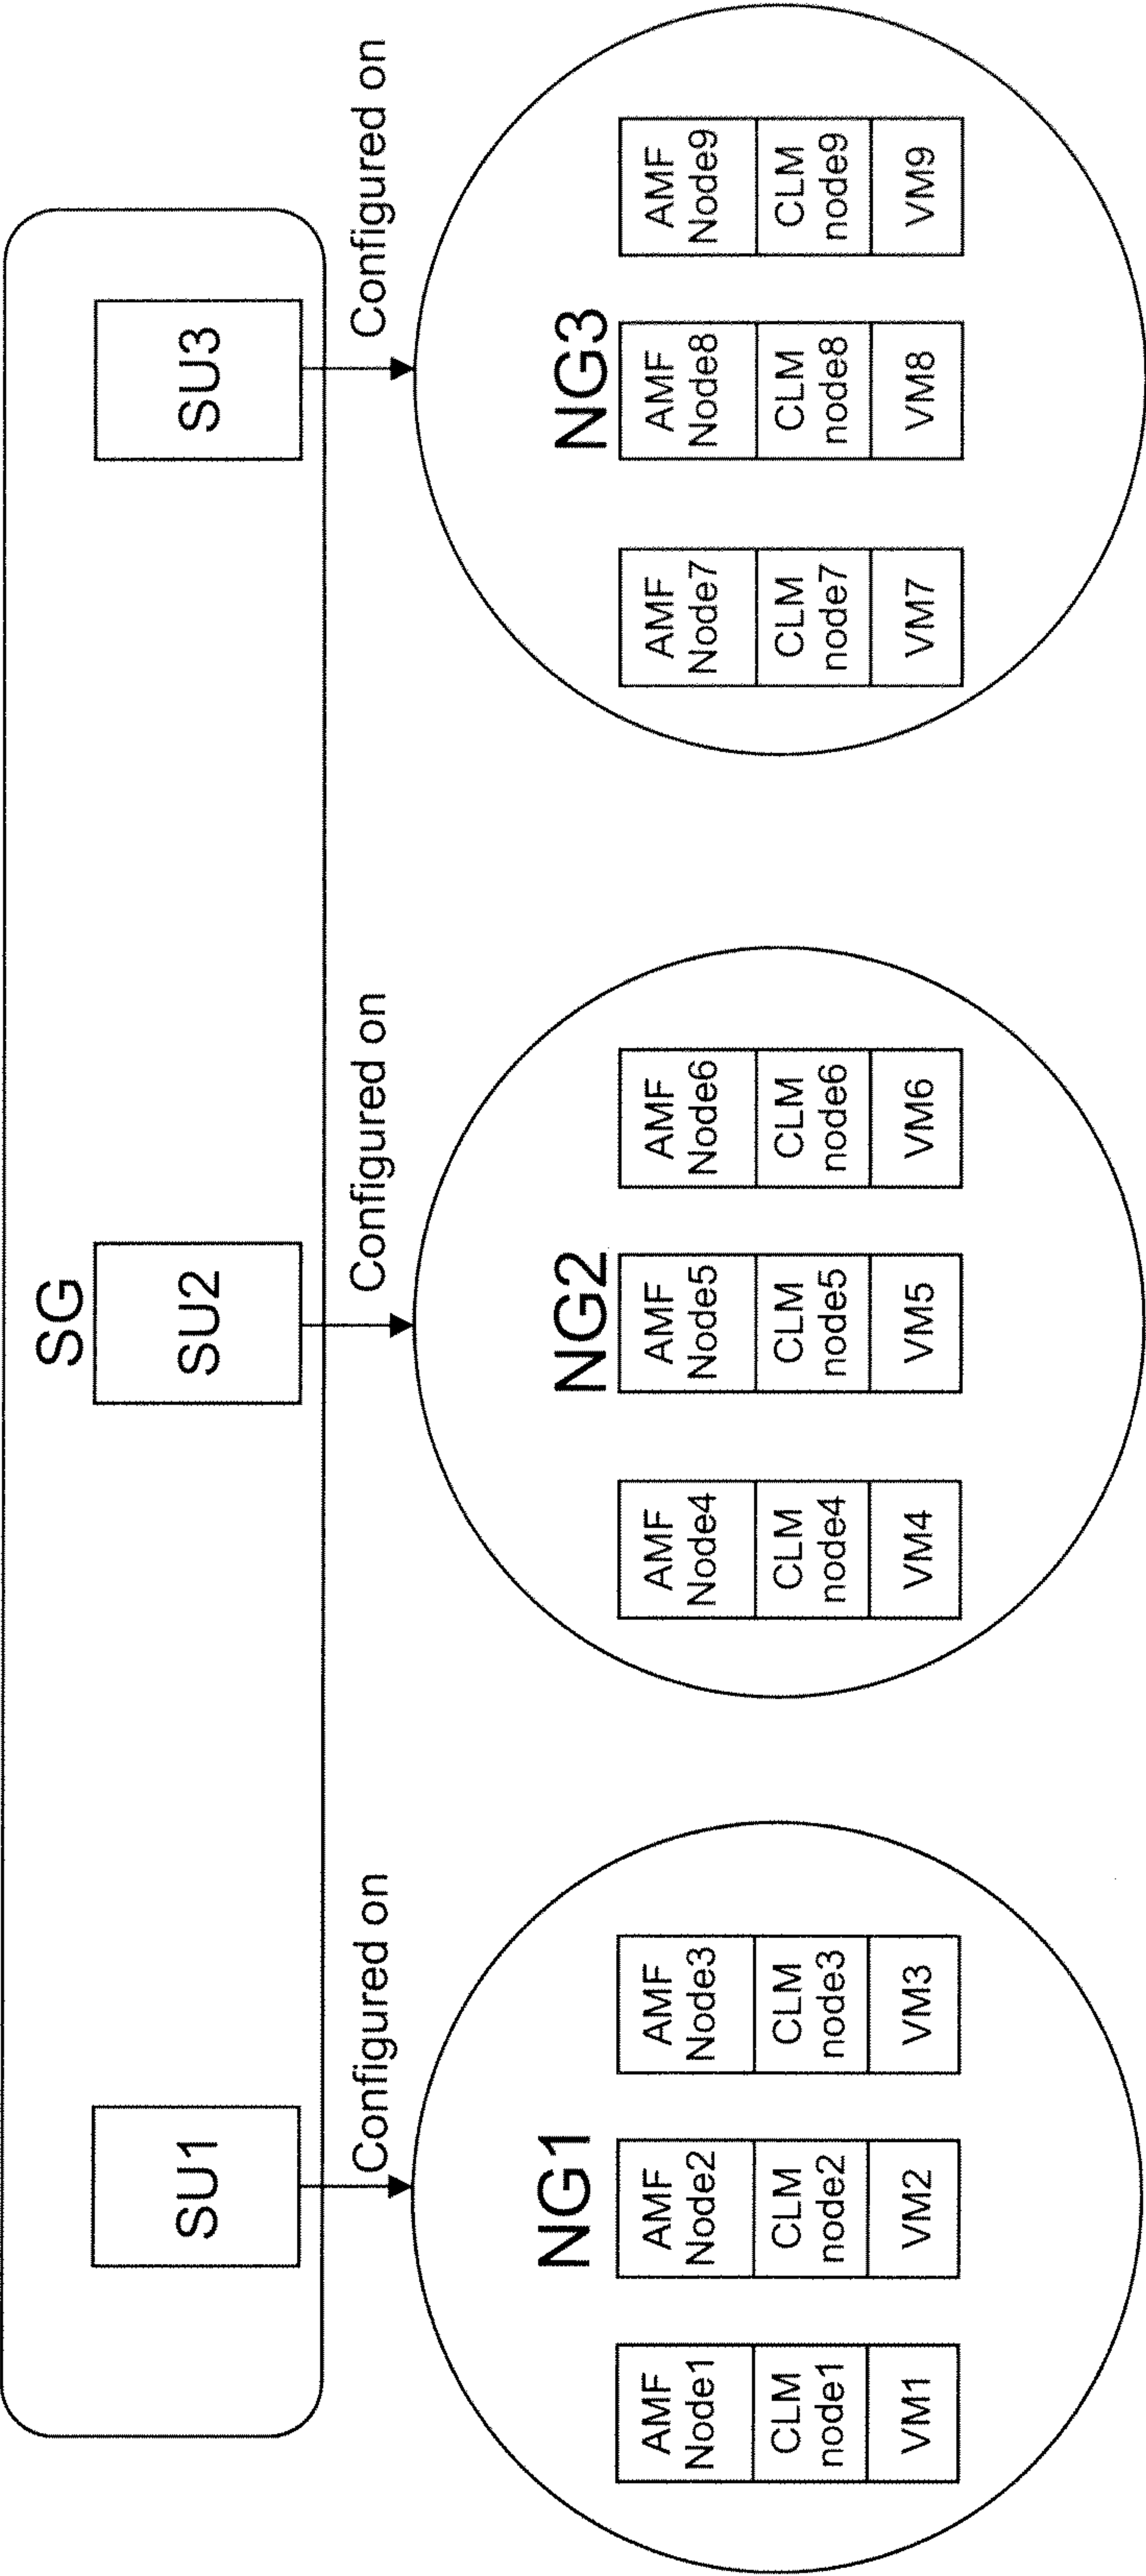 SG
SU1
SU2
SU3
Configured on
Configured on
Configured on
NG1
AMF
Node1
CLM
node1
VM1
AMF
Node2
CLM
node2
VM2
AMF
Node3
CLM
node3
VM3
NG2
AMF
Node4
CLM
node4
VM4
AMF
Node5
CLM
node5
VM5
AMF
Node6
CLM
node6
VM6
NG3
AMF
Node7
CLM
node7
VM7
AMF
Node8
CLM
node8
VM8
AMF
Node9
CLM
node9
VM9